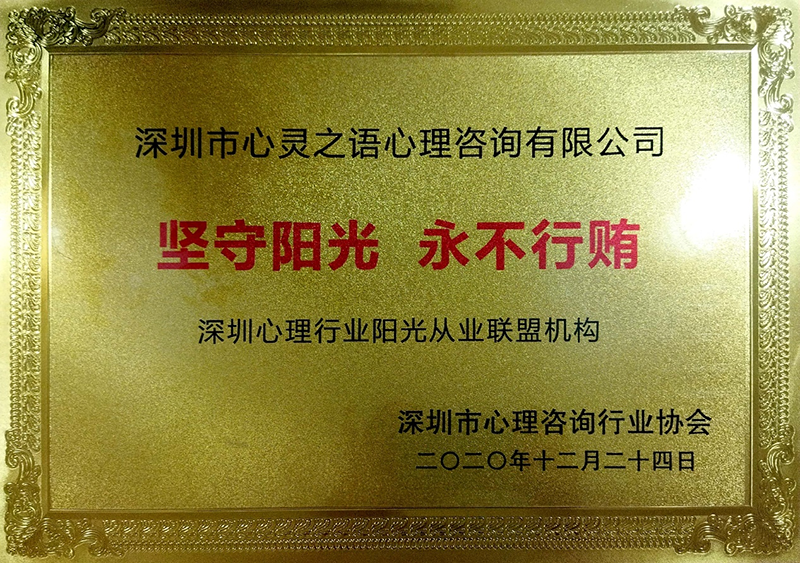 深圳市心灵之语心理咨询有限公司
坚守阳光 永不行贿
深圳心理行业阳光从业联盟机构
深圳市心理咨询行业协会
二〇二〇年十二月二十四日